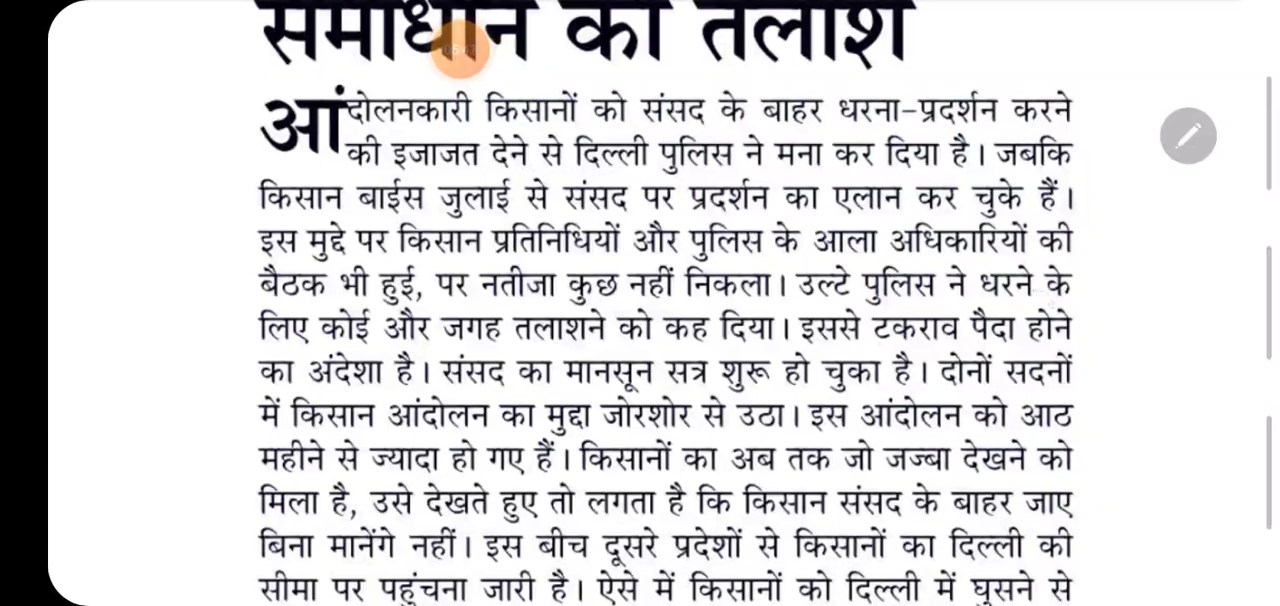 समाधान की तलाश
आंदोलनकारी किसानों को संसद के बाहर धरना-प्रदर्शन करने
की इजाजत देने से दिल्ली पुलिस ने मना कर दिया है। जबकि
किसान बाईस जुलाई से संसद पर प्रदर्शन का एलान कर चुके हैं।
इस मुद्दे पर किसान प्रतिनिधियों और पुलिस के आला अधिकारियों की
बैठक भी हुई, पर नतीजा कुछ नहीं निकला। उल्टे पुलिस ने धरने के
लिए कोई और जगह तलाशने को कह दिया। इससे टकराव पैदा होने
का अंदेशा है। संसद का मानसून सत्र शुरू हो चुका है। दोनों सदनों
में किसान आंदोलन का मुद्दा जोरशोर से उठा। इस आंदोलन को आठ
महीने से ज्यादा हो गए हैं। किसानों का अब तक जो जज्बा देखने को
मिला है, उसे देखते हुए तो लगता है कि किसान संसद के बाहर जाए
बिना मानेंगे नहीं। इस बीच दूसरे प्रदेशों से किसानों का दिल्ली की
सीमा पर पहुंचना जारी है। ऐसे में किसानों को दिल्ली में घुसने से